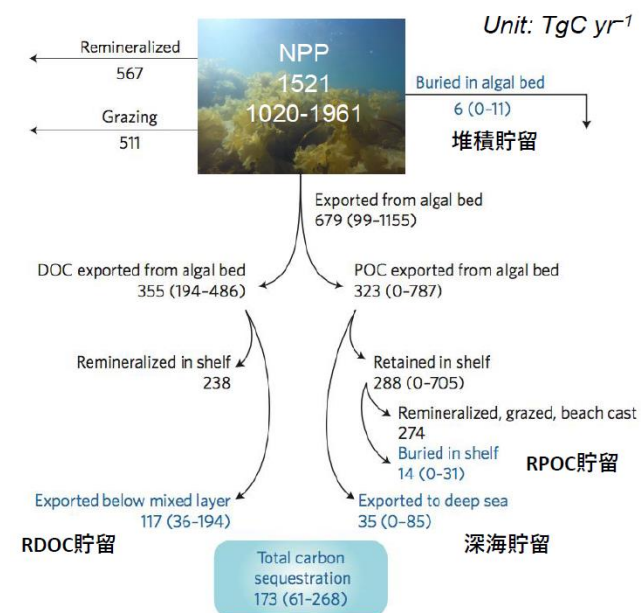 Unit: TgC yr⁻¹
Remineralized
567
Grazing
511
NPP
1521
1020-1961
Buried in algal bed
6 (0–11)
堆積貯留
Exported from algal bed
679 (99–1155)
DOC exported from algal bed
355 (194–486)
POC exported from algal bed
323 (0–787)
Remineralized in shelf
238
Retained in shelf
288 (0–705)
Remineralized, grazed, beach cast
274
Buried in shelf
14 (0–31)
RPOC貯留
Exported below mixed layer
117 (36–194)
RDOC貯留
Exported to deep sea
35 (0–85)
深海貯留
Total carbon
sequestration
173 (61–268)